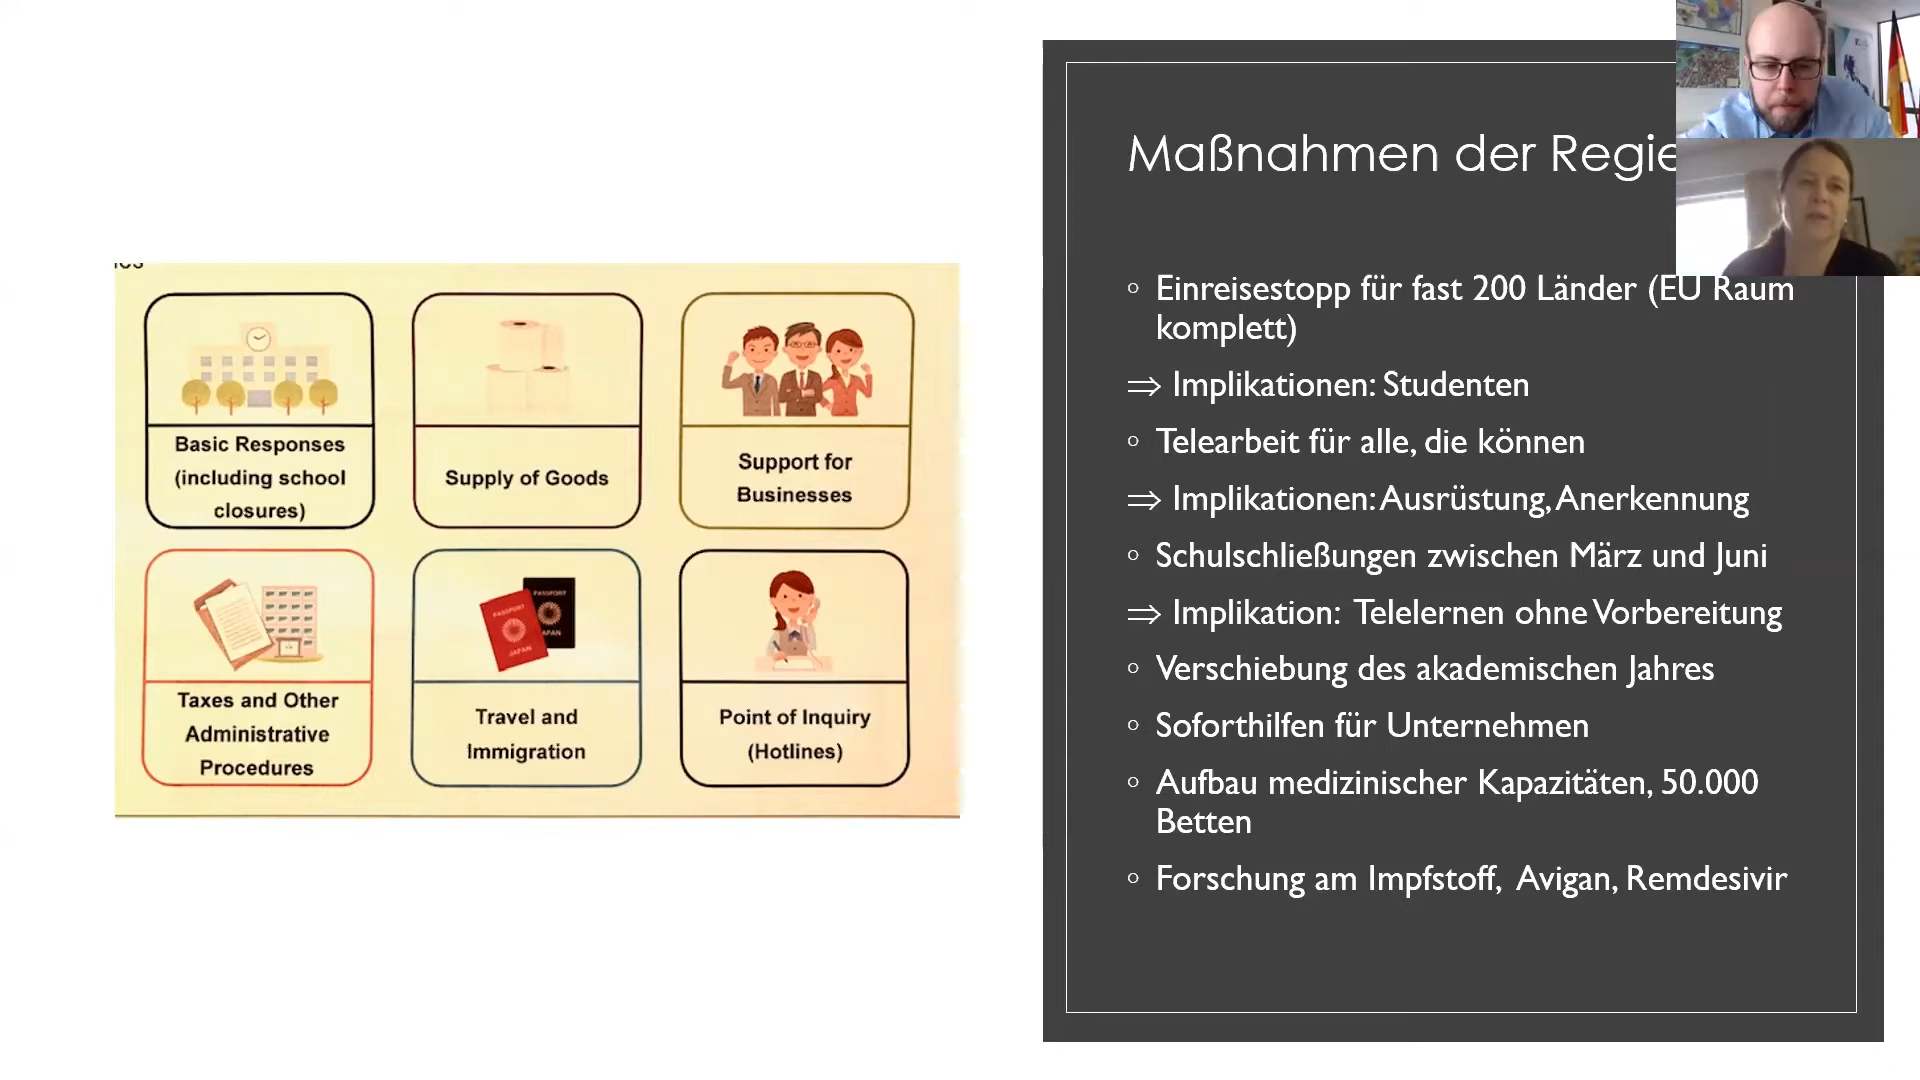 Basic Responses
(including school
closures)
Supply of Goods
Support for
Businesses
Taxes and Other
Administrative
Procedures
PASSPORT
JAPAN
PASSPORT
Travel and
Immigration
Point of Inquiry
(Hotlines)
Maßnahmen der Regie
◦ Einreisestopp für fast 200 Länder (EU Raum
komplett)
⇒ Implikationen: Studenten
◦ Telearbeit für alle, die können
⇒ Implikationen: Ausrüstung, Anerkennung
◦ Schulschließungen zwischen März und Juni
⇒ Implikation: Telelernen ohne Vorbereitung
◦ Verschiebung des akademischen Jahres
◦ Soforthilfen für Unternehmen
◦ Aufbau medizinischer Kapazitäten, 50.000
Betten
◦ Forschung am Impfstoff, Avigan, Remdesivir